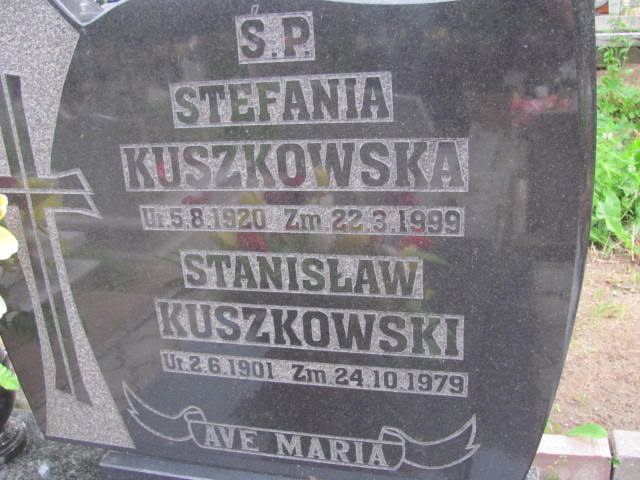 Ś.P.
STEFANIA
KUSZKOWSKA
Ur.5.8.1920 Zm.22.3.1999
STANISŁAW
KUSZKOWSKI
Ur.2.6.1901 Zm.24.10.1979
AVE MARIA